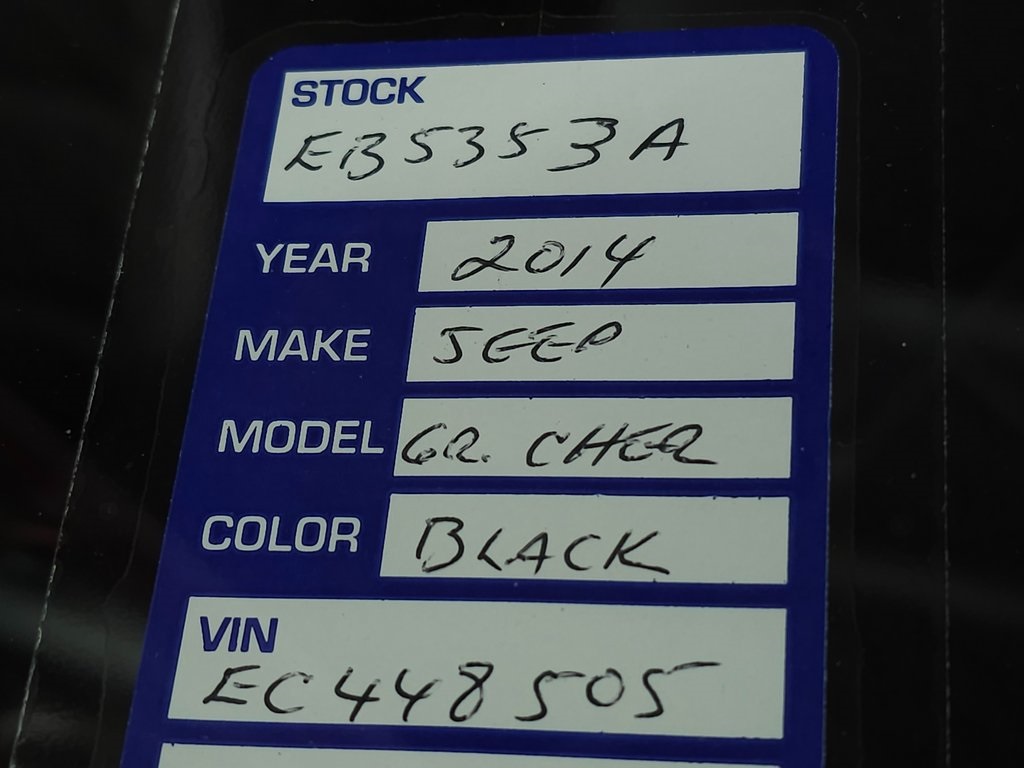 STOCK
EB5353A
YEAR 2014
MAKE JEEP
MODEL GR. CHER
COLOR BLACK
VIN
EC448505